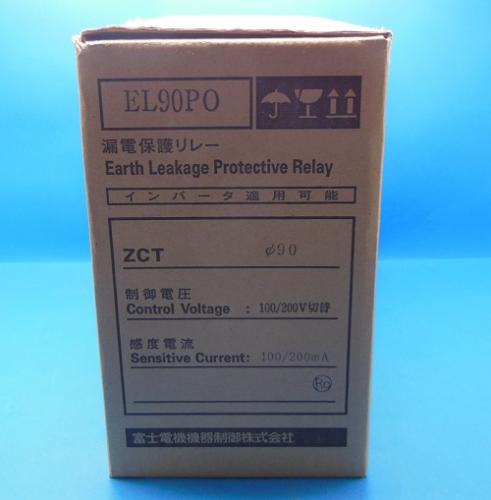 EL90PO
漏電保護リレー
Earth Leakage Protective Relay
インバータ適用可能
ZCT φ90
制御電圧
Control Voltage : 100/200V切替
感度電流
Sensitive Current: 100/200mA
富士電機機器制御株式会社